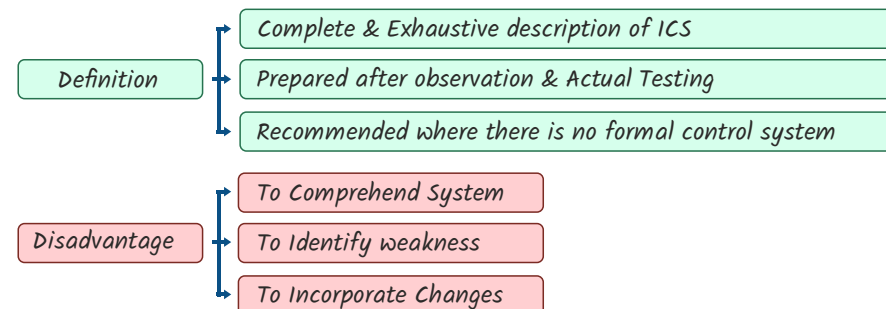 Complete & Exhaustive description of ICS
Definition
Prepared after observation & Actual Testing
Recommended where there is no formal control system
To Comprehend System
Disadvantage
To Identify weakness
To Incorporate Changes